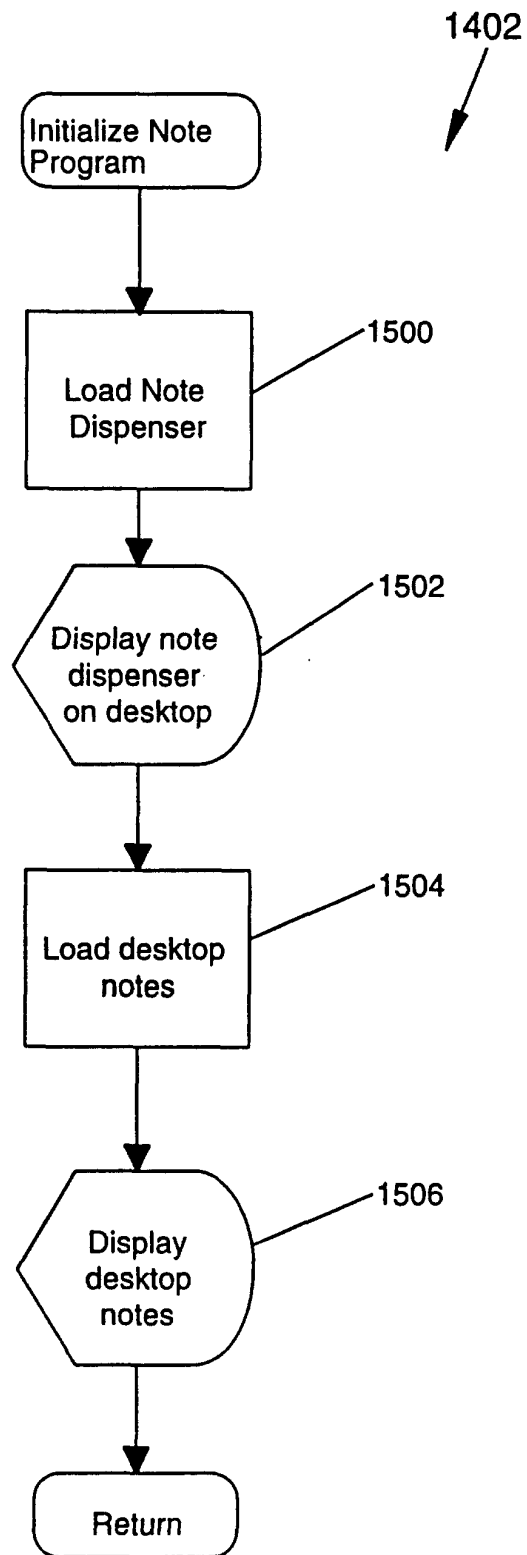 1402
Initialize Note
Program
1500
Load Note
Dispenser
1502
Display note
dispenser
on desktop
1504
Load desktop
notes
1506
Display
desktop
notes
Return